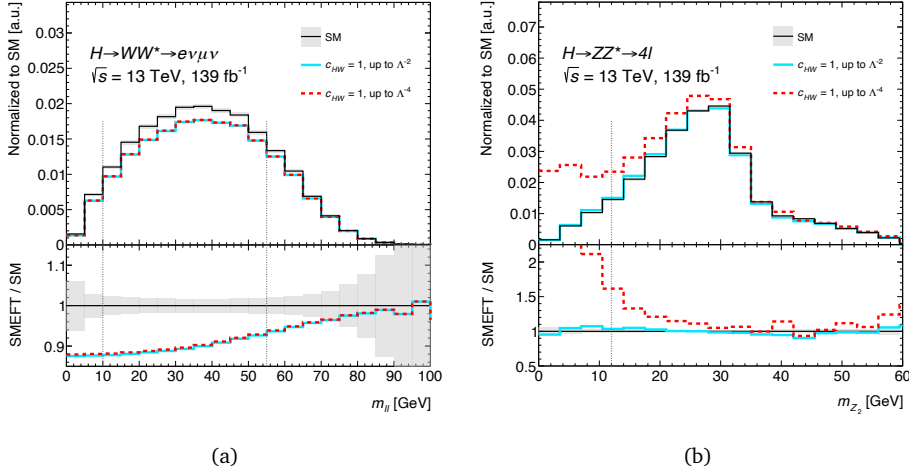 Normalized to SM [a.u.]
0.03
0.02
0.01
0
H→WW*→eνμν
√s = 13 TeV, 139 fb⁻¹
SM
c_HW = 1, up to Λ⁻²
c_HW = 1, up to Λ⁻⁴
0.005
0.015
0.025
SMEFT / SM
1.1
1
0.9
0 10 20 30 40 50 60 70 80 90 100
m_ll [GeV]
(a)
Normalized to SM [a.u.]
0.08
0.06
0.04
0.02
0
H→ZZ*→4l
√s = 13 TeV, 139 fb⁻¹
SM
c_HW = 1, up to Λ⁻²
c_HW = 1, up to Λ⁻⁴
0.01
0.03
0.05
0.07
SMEFT / SM
2
1.5
1
0.5
0 10 20 30 40 50 60
m_Z₂ [GeV]
(b)